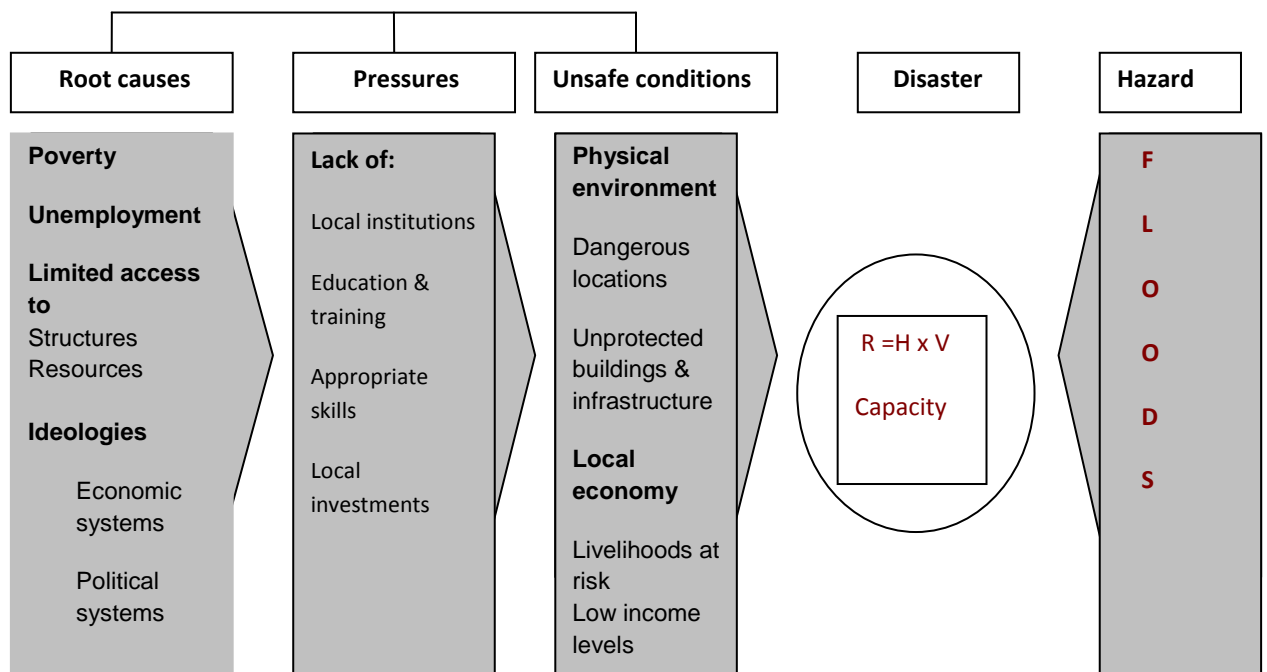 Root causes
Pressures
Unsafe conditions
Disaster
Hazard
Poverty
Unemployment
Limited access
to
Structures
Resources
Ideologies
Economic
systems
Political
systems
Lack of:
Local institutions
Education &
training
Appropriate
skills
Local
investments
Physical
environment
Dangerous
locations
Unprotected
buildings &
infrastructure
Local
economy
Livelihoods at
risk
Low income
levels
R =H x V
Capacity
F
L
O
O
D
S